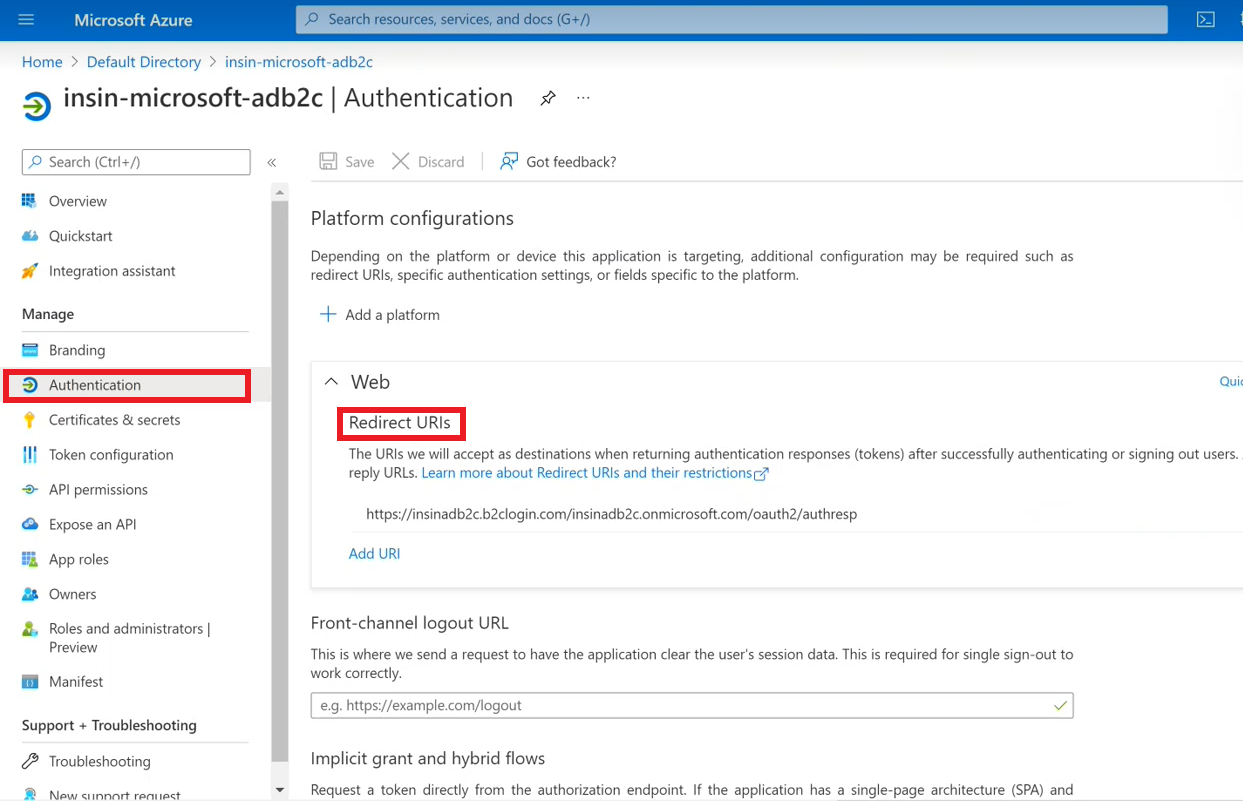 Microsoft Azure
Search resources, services, and docs (G+/)
Home > Default Directory > insin-microsoft-adb2c
insin-microsoft-adb2c | Authentication
Search (Ctrl+/)
Save
Discard
Got feedback?
Overview
Quickstart
Integration assistant
Manage
Branding
Authentication
Certificates & secrets
Token configuration
API permissions
Expose an API
App roles
Owners
Roles and administrators |
Preview
Manifest
Support + Troubleshooting
Troubleshooting
New support request
Platform configurations
Depending on the platform or device this application is targeting, additional configuration may be required such as
redirect URIs, specific authentication settings, or fields specific to the platform.
Add a platform
Web
Redirect URIs
The URIs we will accept as destinations when returning authentication responses (tokens) after successfully authenticating or signing out users.
reply URLs. Learn more about Redirect URIs and their restrictions
https://insinadb2c.b2clogin.com/insinadb2c.onmicrosoft.com/oauth2/authresp
Add URI
Front-channel logout URL
This is where we send a request to have the application clear the user's session data. This is required for single sign-out to
work correctly.
e.g. https://example.com/logout
Implicit grant and hybrid flows
Request a token directly from the authorization endpoint. If the application has a single-page architecture (SPA) and